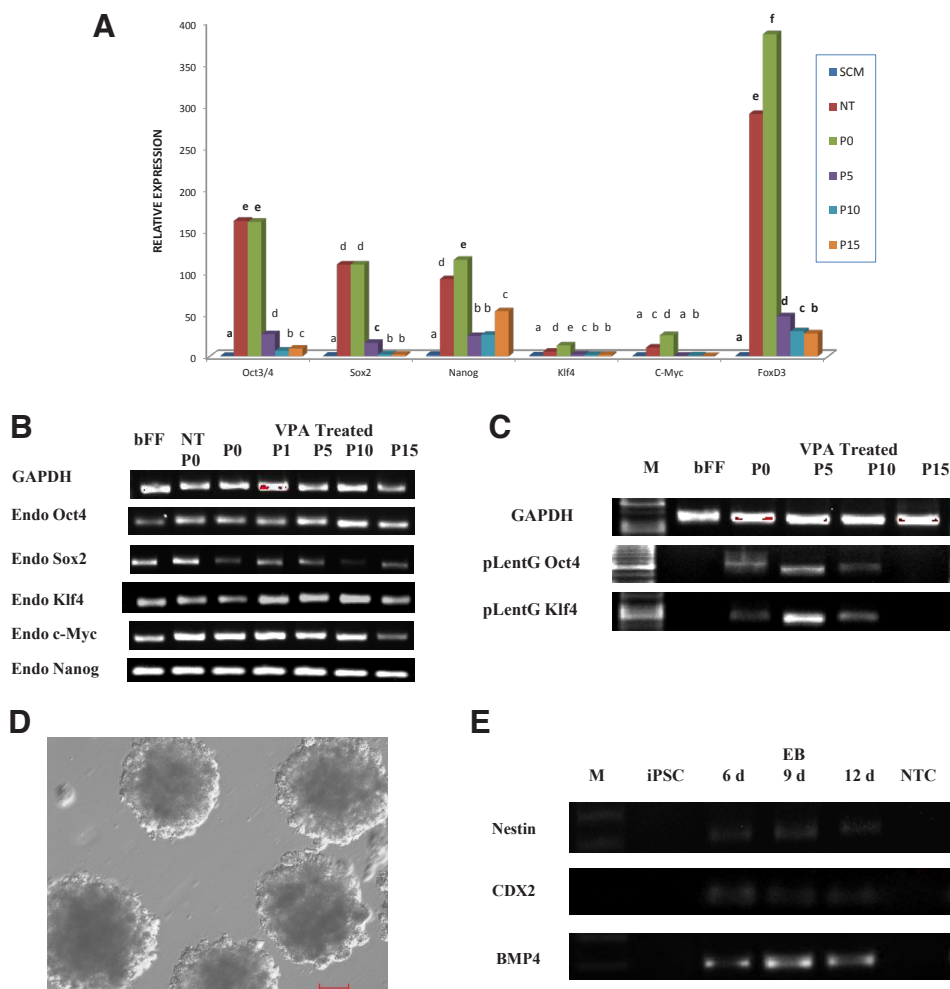 A
400
f
350
300
e
250
200
150
100
50
0
RELATIVE EXPRESSION
e e
d
a
b c
d d
c
a
b b
e
d
c
b b
a
a d e c b b
a c d a b
e
d
c b
a
Oct3/4 Sox2 Nanog Klf4 C-Myc FoxD3
SCM
NT
P0
P5
P10
P15
B
bFF NT P0 VPA Treated
P0 P1 P5 P10 P15
GAPDH
Endo Oct4
Endo Sox2
Endo Klf4
Endo c-Myc
Endo Nanog
C
VPA Treated
M bFF P0 P5 P10 P15
GAPDH
pLentG Oct4
pLentG Klf4
D
E
EB
M iPSC 6 d 9 d 12 d NTC
Nestin
CDX2
BMP4